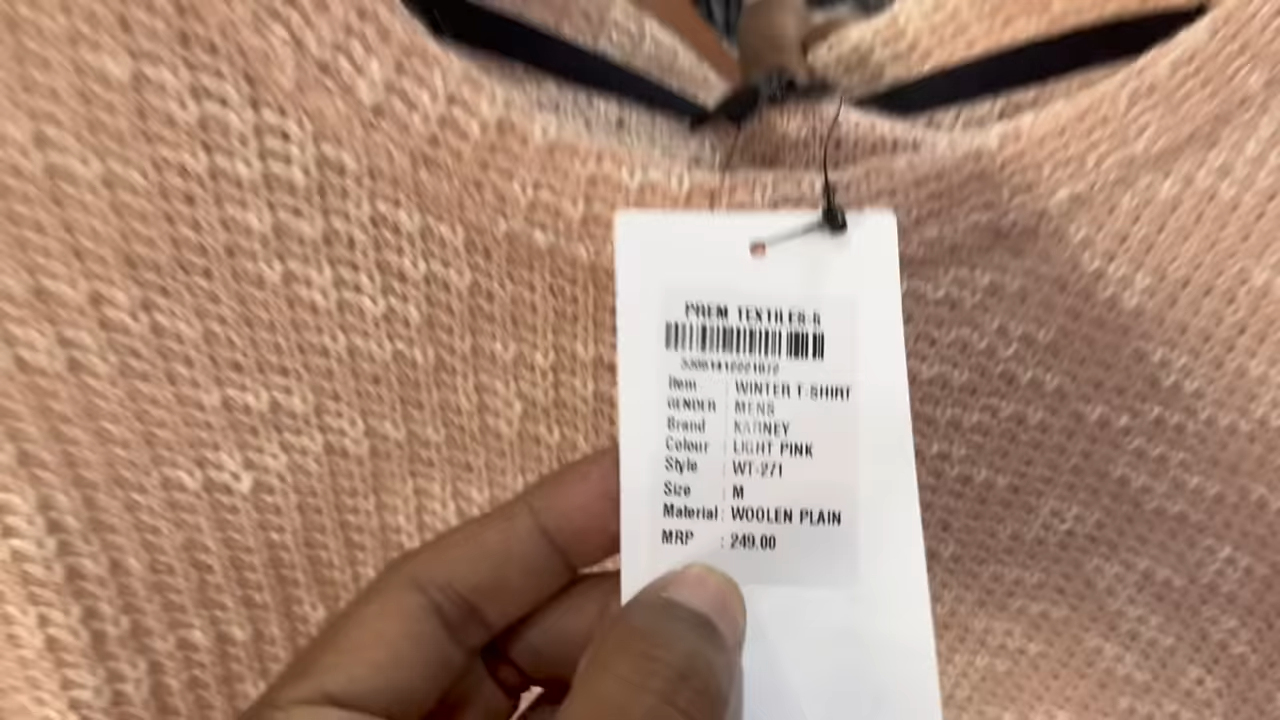 PREM TEXTILES-R
Item : WINTER T-SHIRT
GENDER : MENS
Brand : KARNEY
Colour : LIGHT PINK
Style : WT-271
Size : M
Material : WOOLEN PLAIN
MRP : 249.00